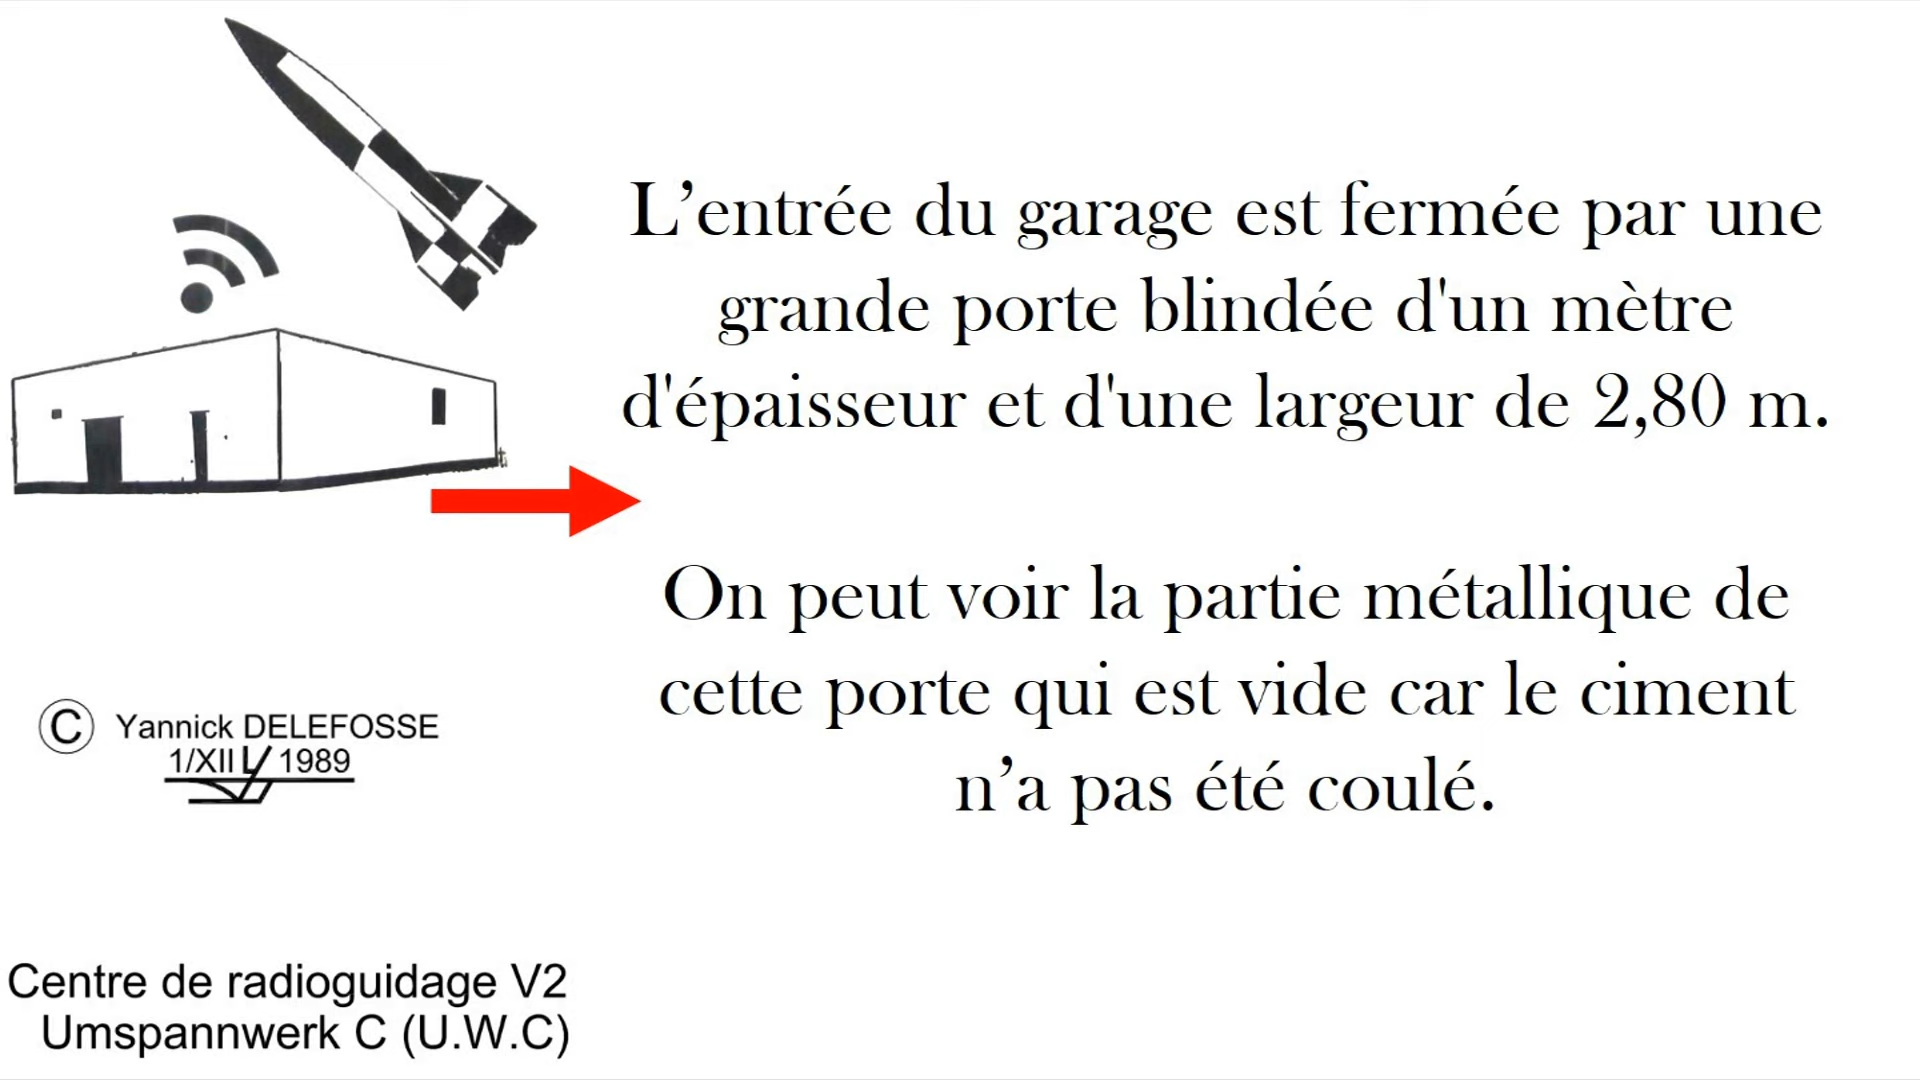 L’entrée du garage est fermée par une
grande porte blindée d'un mètre
d'épaisseur et d'une largeur de 2,80 m.
On peut voir la partie métallique de
cette porte qui est vide car le ciment
n’a pas été coulé.
© Yannick DELEFOSSE
1/XII 1989
Centre de radioguidage V2
Umspannwerk C (U.W.C)